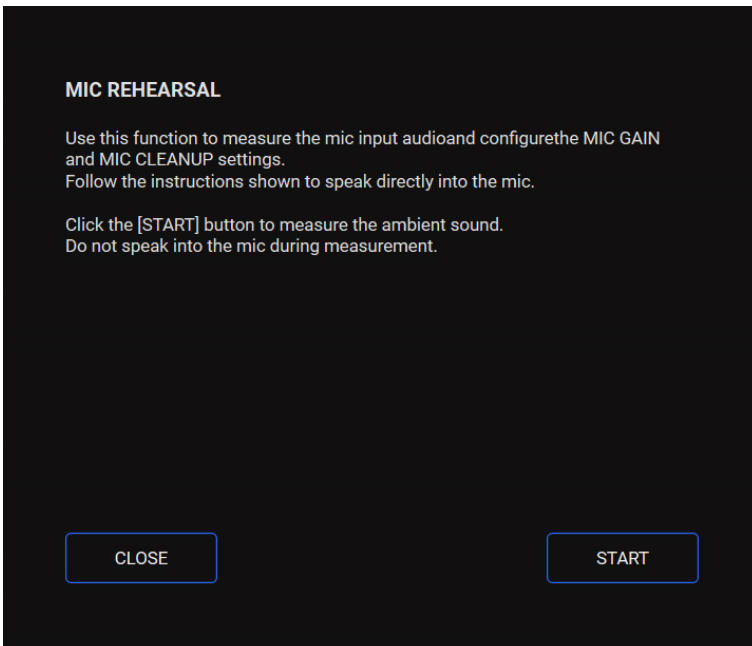 MIC REHEARSAL
Use this function to measure the mic input audioand configurethe MIC GAIN
and MIC CLEANUP settings.
Follow the instructions shown to speak directly into the mic.
Click the [START] button to measure the ambient sound.
Do not speak into the mic during measurement.
CLOSE
START